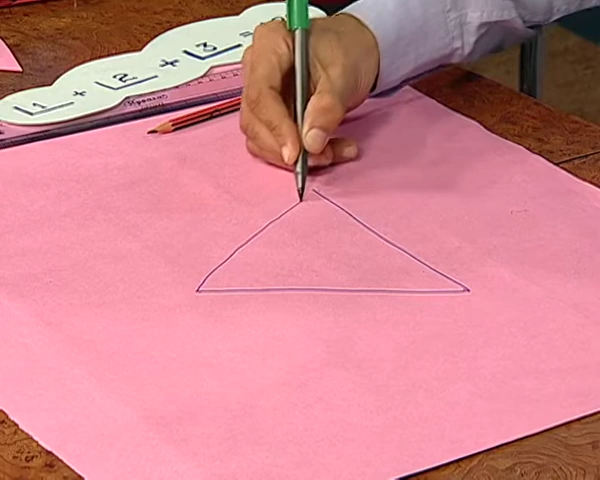 ∠1 + ∠2 + ∠3 =